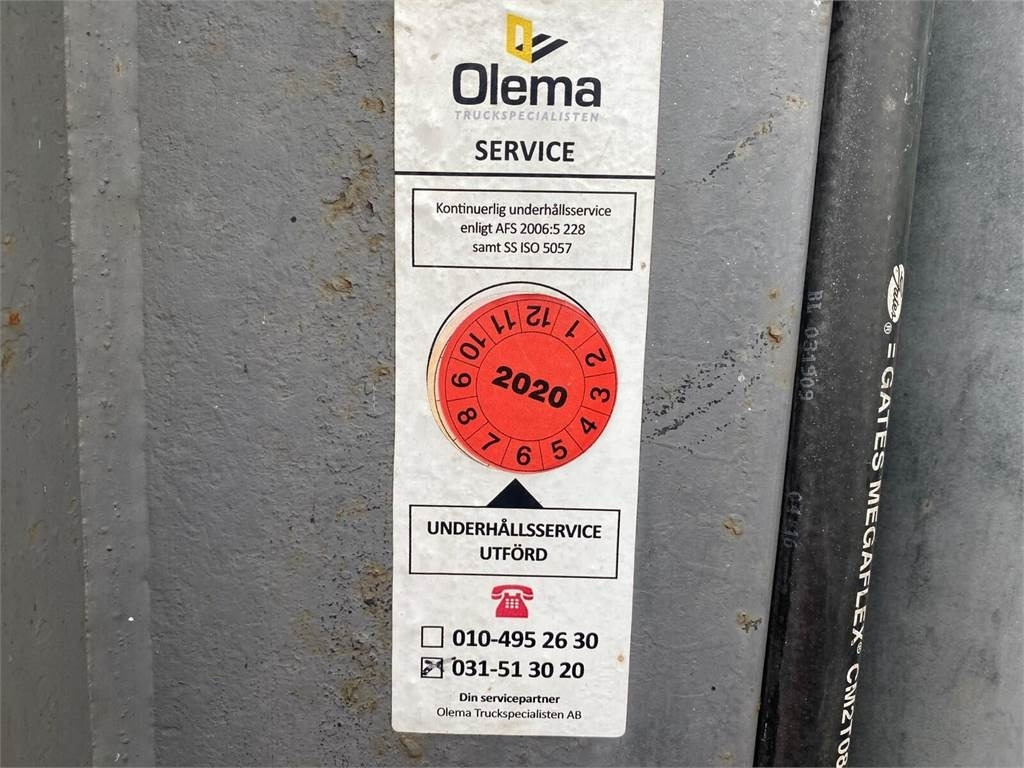 Olema
TRUCKSPECIALISTEN
SERVICE
Kontinuerlig underhållsservice
enligt AFS 2006:5 228
samt SS ISO 5057
12 1 2 3 4 5 6 7 8 9 10 11
2020
UNDERHÅLLSSERVICE
UTFÖRD
010-495 26 30
031-51 30 20
Din servicepartner
Olema Truckspecialisten AB
Gates® = GATES MEGAFLEX® CM2T08